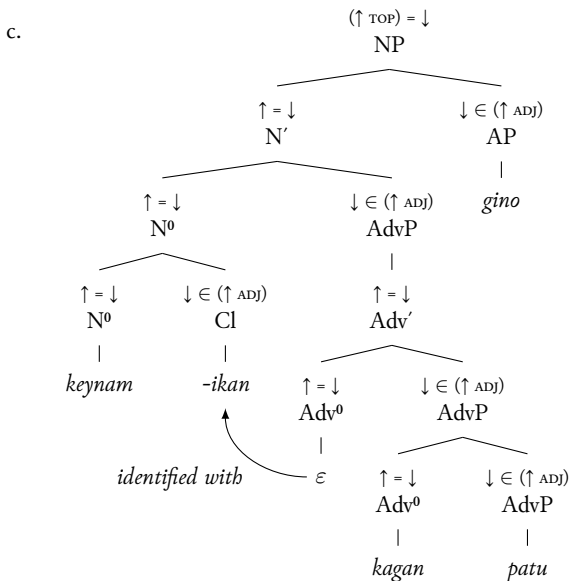 c.
(↑ TOP) = ↓
NP
↑ = ↓ ↓ ∈ (↑ ADJ)
N′ AP
gino
↑ = ↓ ↓ ∈ (↑ ADJ)
N⁰ AdvP
↑ = ↓ ↓ ∈ (↑ ADJ) ↑ = ↓
N⁰ Cl Adv′
keynam -ikan
↑ = ↓ ↓ ∈ (↑ ADJ)
Adv⁰ AdvP
identified with ε
↑ = ↓ ↓ ∈ (↑ ADJ)
Adv⁰ AdvP
kagan patu